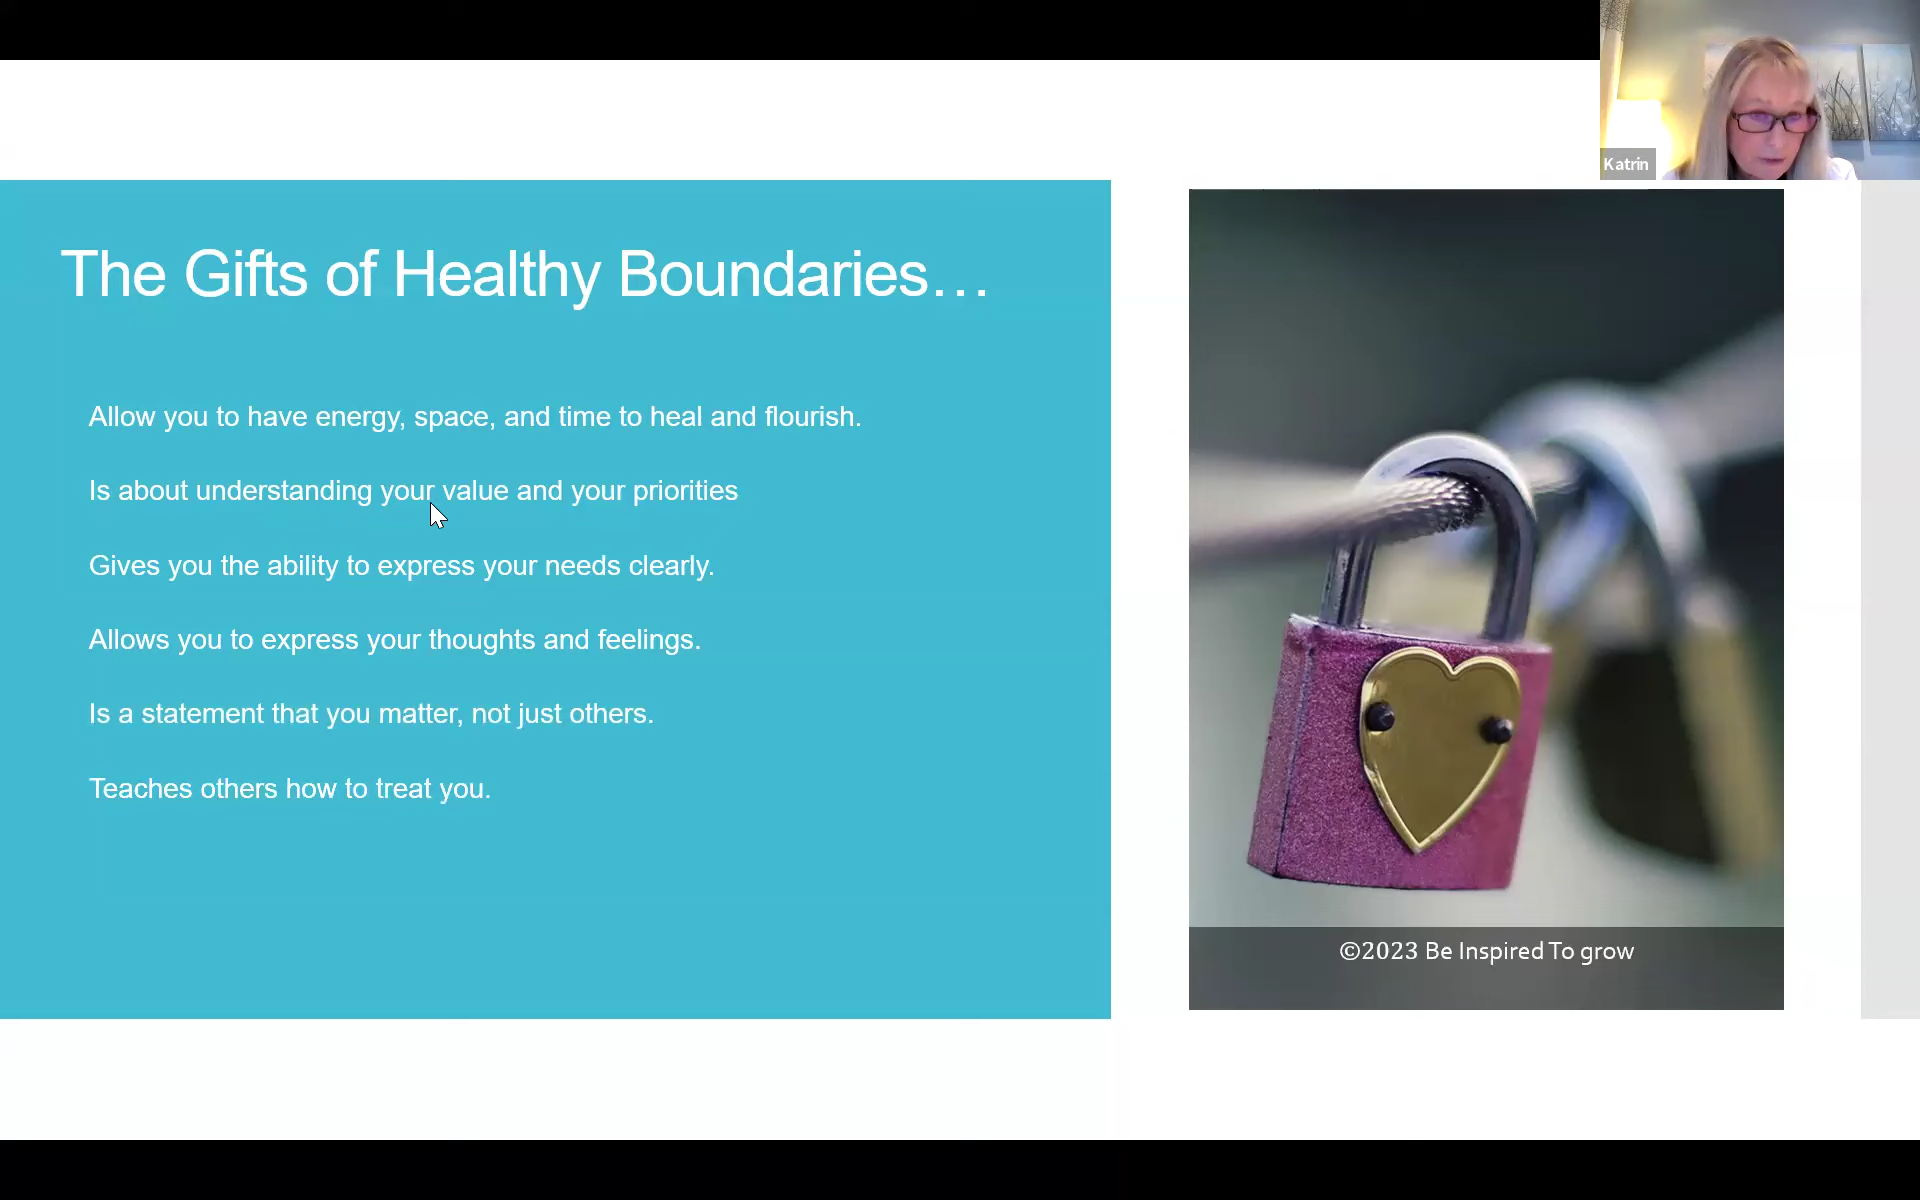 Katrin
The Gifts of Healthy Boundaries…
Allow you to have energy, space, and time to heal and flourish.
Is about understanding your value and your priorities
Gives you the ability to express your needs clearly.
Allows you to express your thoughts and feelings.
Is a statement that you matter, not just others.
Teaches others how to treat you.
©2023 Be Inspired To grow